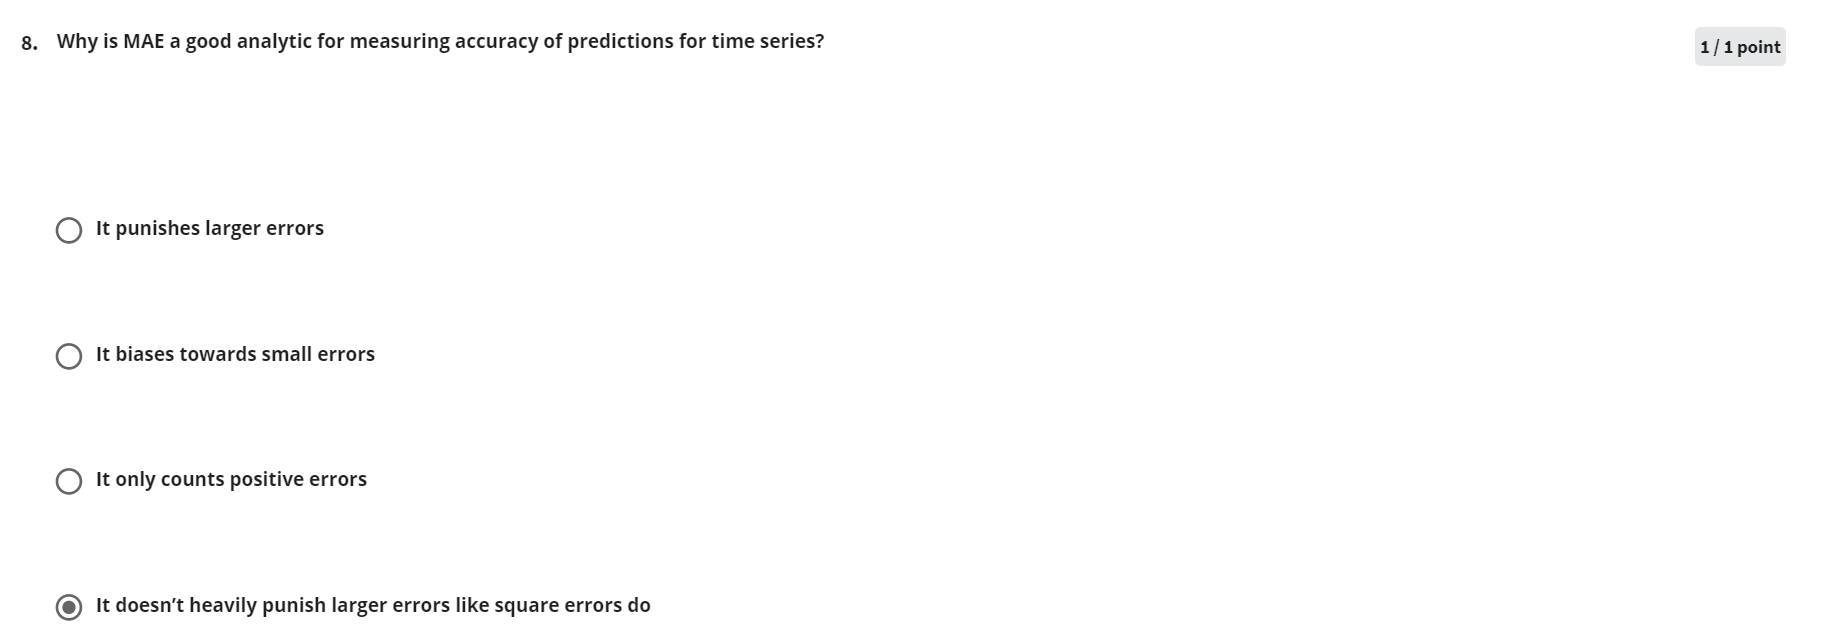 8. Why is MAE a good analytic for measuring accuracy of predictions for time series?
1 / 1 point
It punishes larger errors
It biases towards small errors
It only counts positive errors
It doesn’t heavily punish larger errors like square errors do